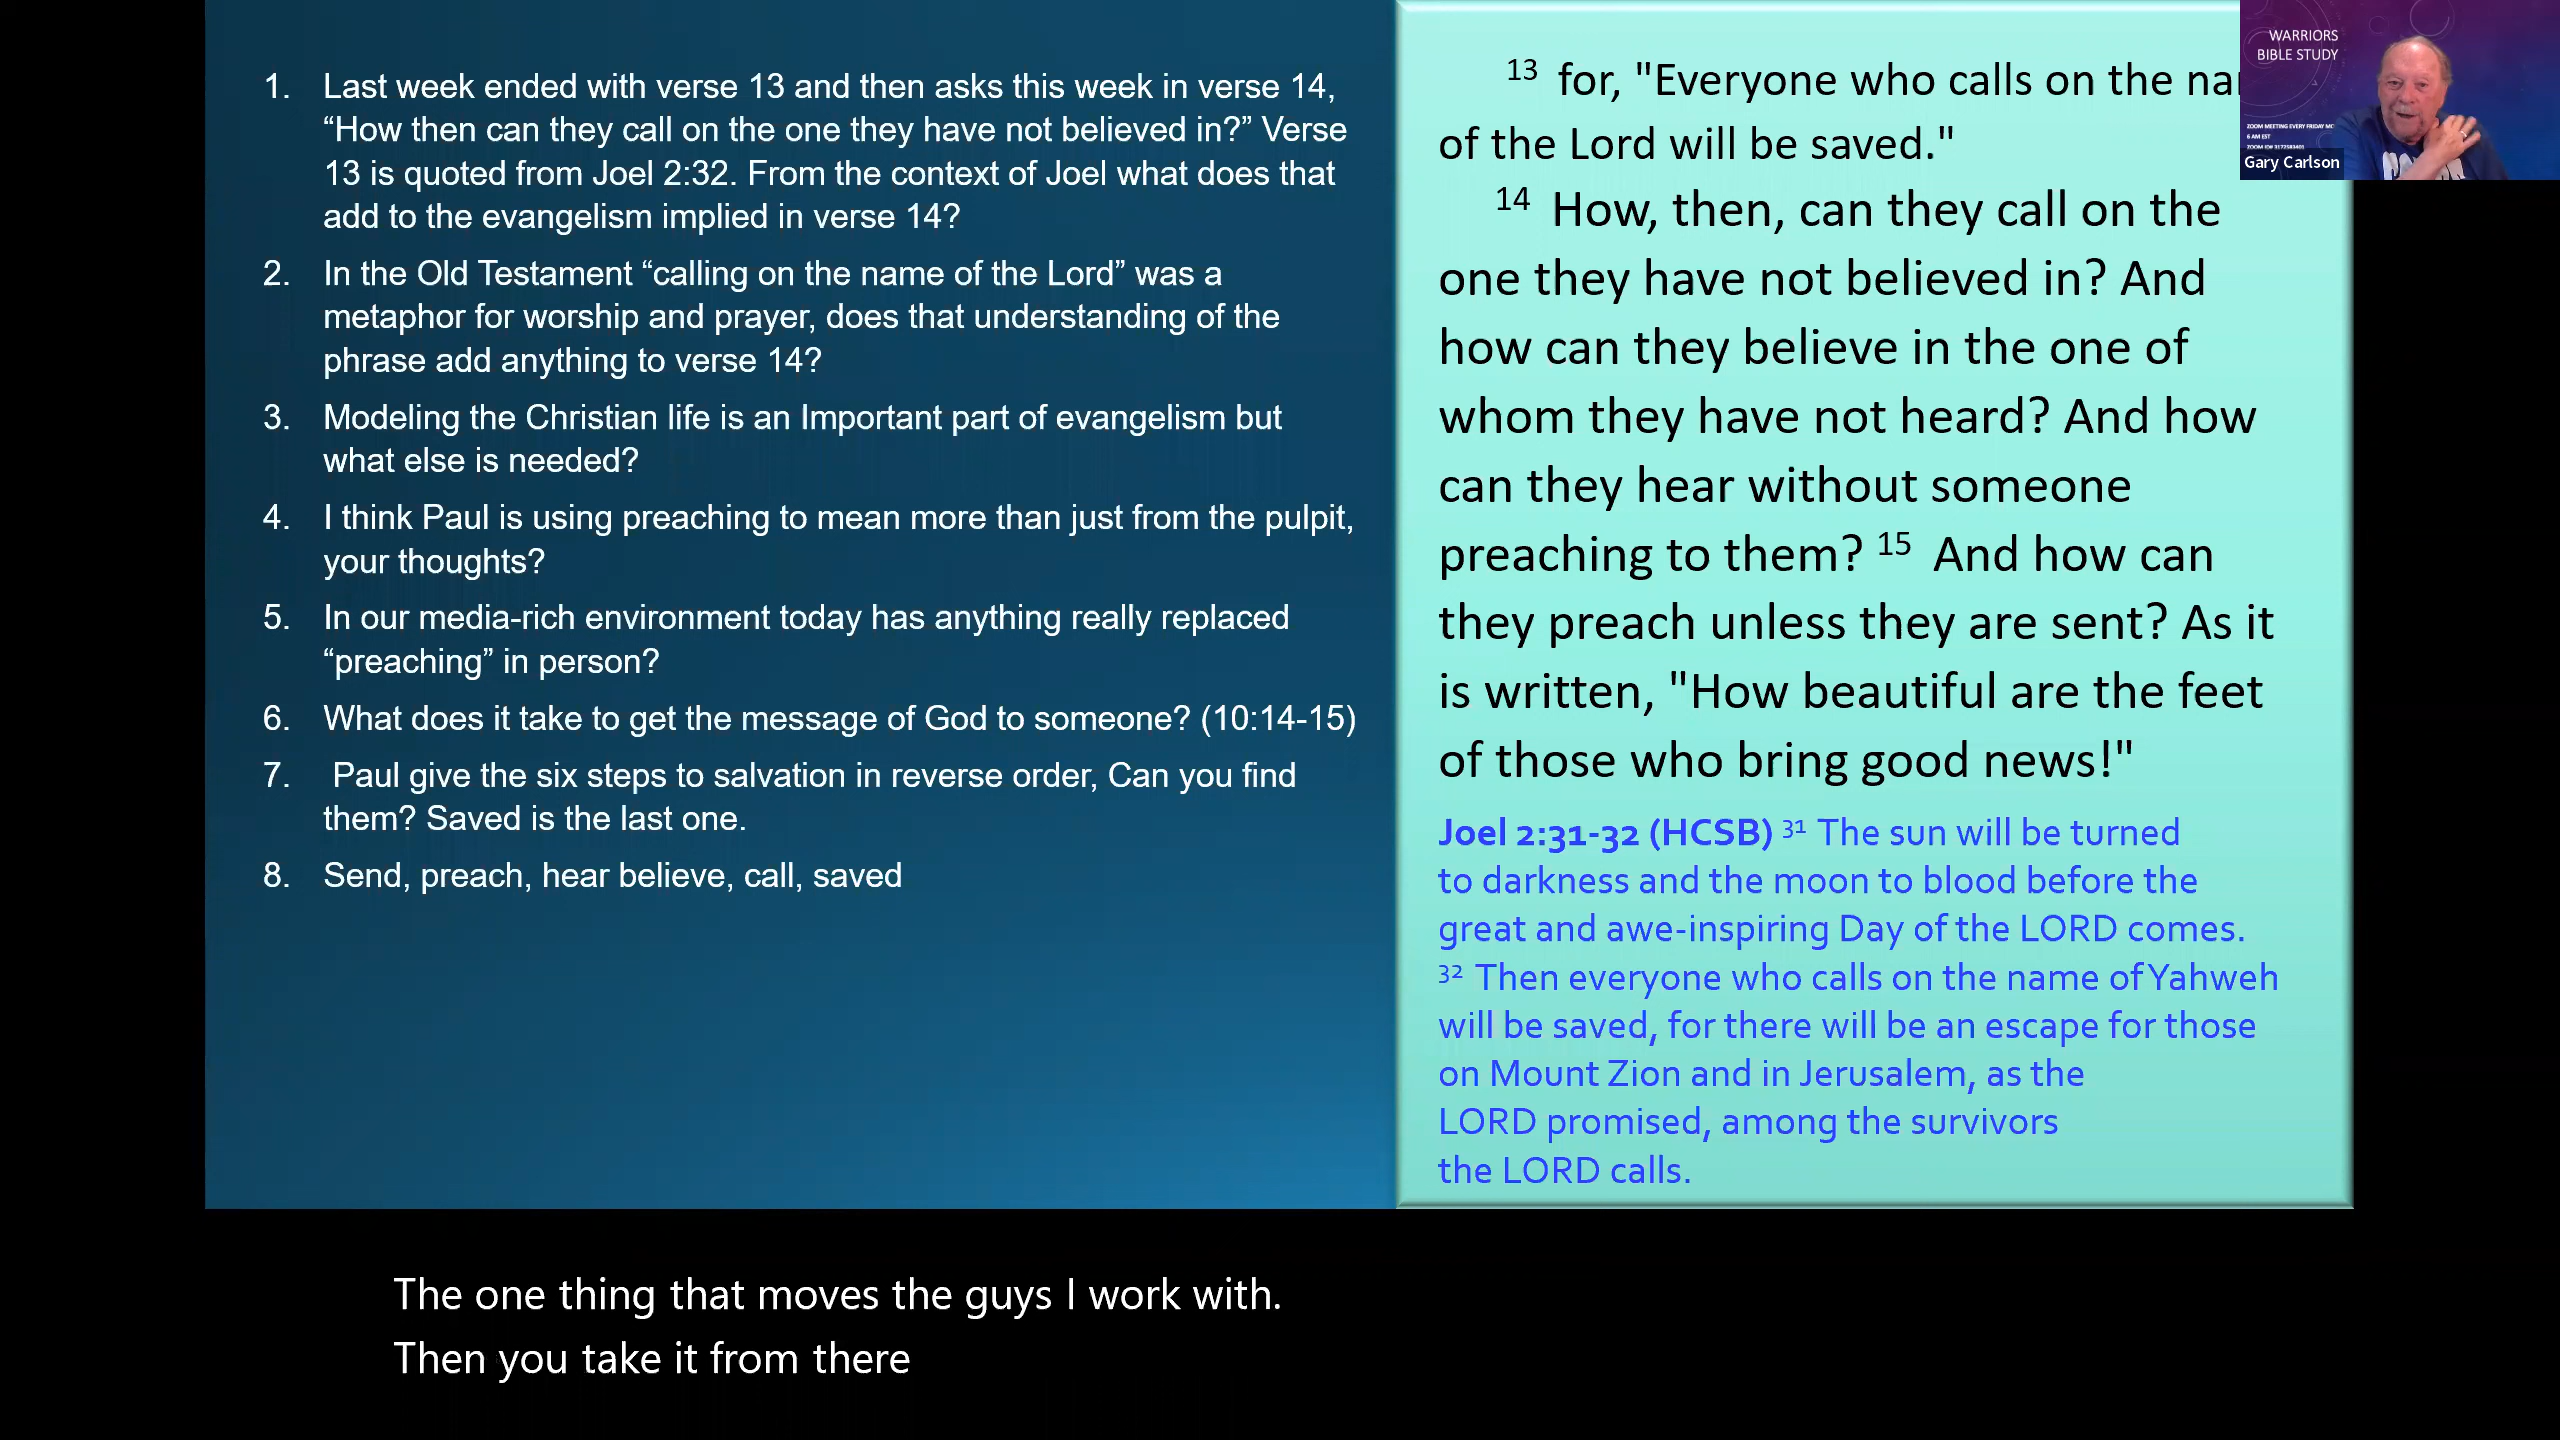 1. Last week ended with verse 13 and then asks this week in verse 14,
“How then can they call on the one they have not believed in?” Verse
13 is quoted from Joel 2:32. From the context of Joel what does that
add to the evangelism implied in verse 14?
2. In the Old Testament “calling on the name of the Lord” was a
metaphor for worship and prayer, does that understanding of the
phrase add anything to verse 14?
3. Modeling the Christian life is an Important part of evangelism but
what else is needed?
4. I think Paul is using preaching to mean more than just from the pulpit,
your thoughts?
5. In our media-rich environment today has anything really replaced
“preaching” in person?
6. What does it take to get the message of God to someone? (10:14-15)
7. Paul give the six steps to salvation in reverse order, Can you find
them? Saved is the last one.
8. Send, preach, hear believe, call, saved
13 for, "Everyone who calls on the
of the Lord will be saved."
14 How, then, can they call on the
one they have not believed in? And
how can they believe in the one of
whom they have not heard? And how
can they hear without someone
preaching to them? 15 And how can
they preach unless they are sent? As it
is written, "How beautiful are the feet
of those who bring good news!"
Joel 2:31-32 (HCSB) 31 The sun will be turned
to darkness and the moon to blood before the
great and awe-inspiring Day of the LORD comes.
32 Then everyone who calls on the name of Yahweh
will be saved, for there will be an escape for those
on Mount Zion and in Jerusalem, as the
LORD promised, among the survivors
the LORD calls.
WARRIORS
BIBLE STUDY
ZOOM MEETING EVERY FRIDAY
6 AM EST
Gary Carlson
The one thing that moves the guys I work with.
Then you take it from there